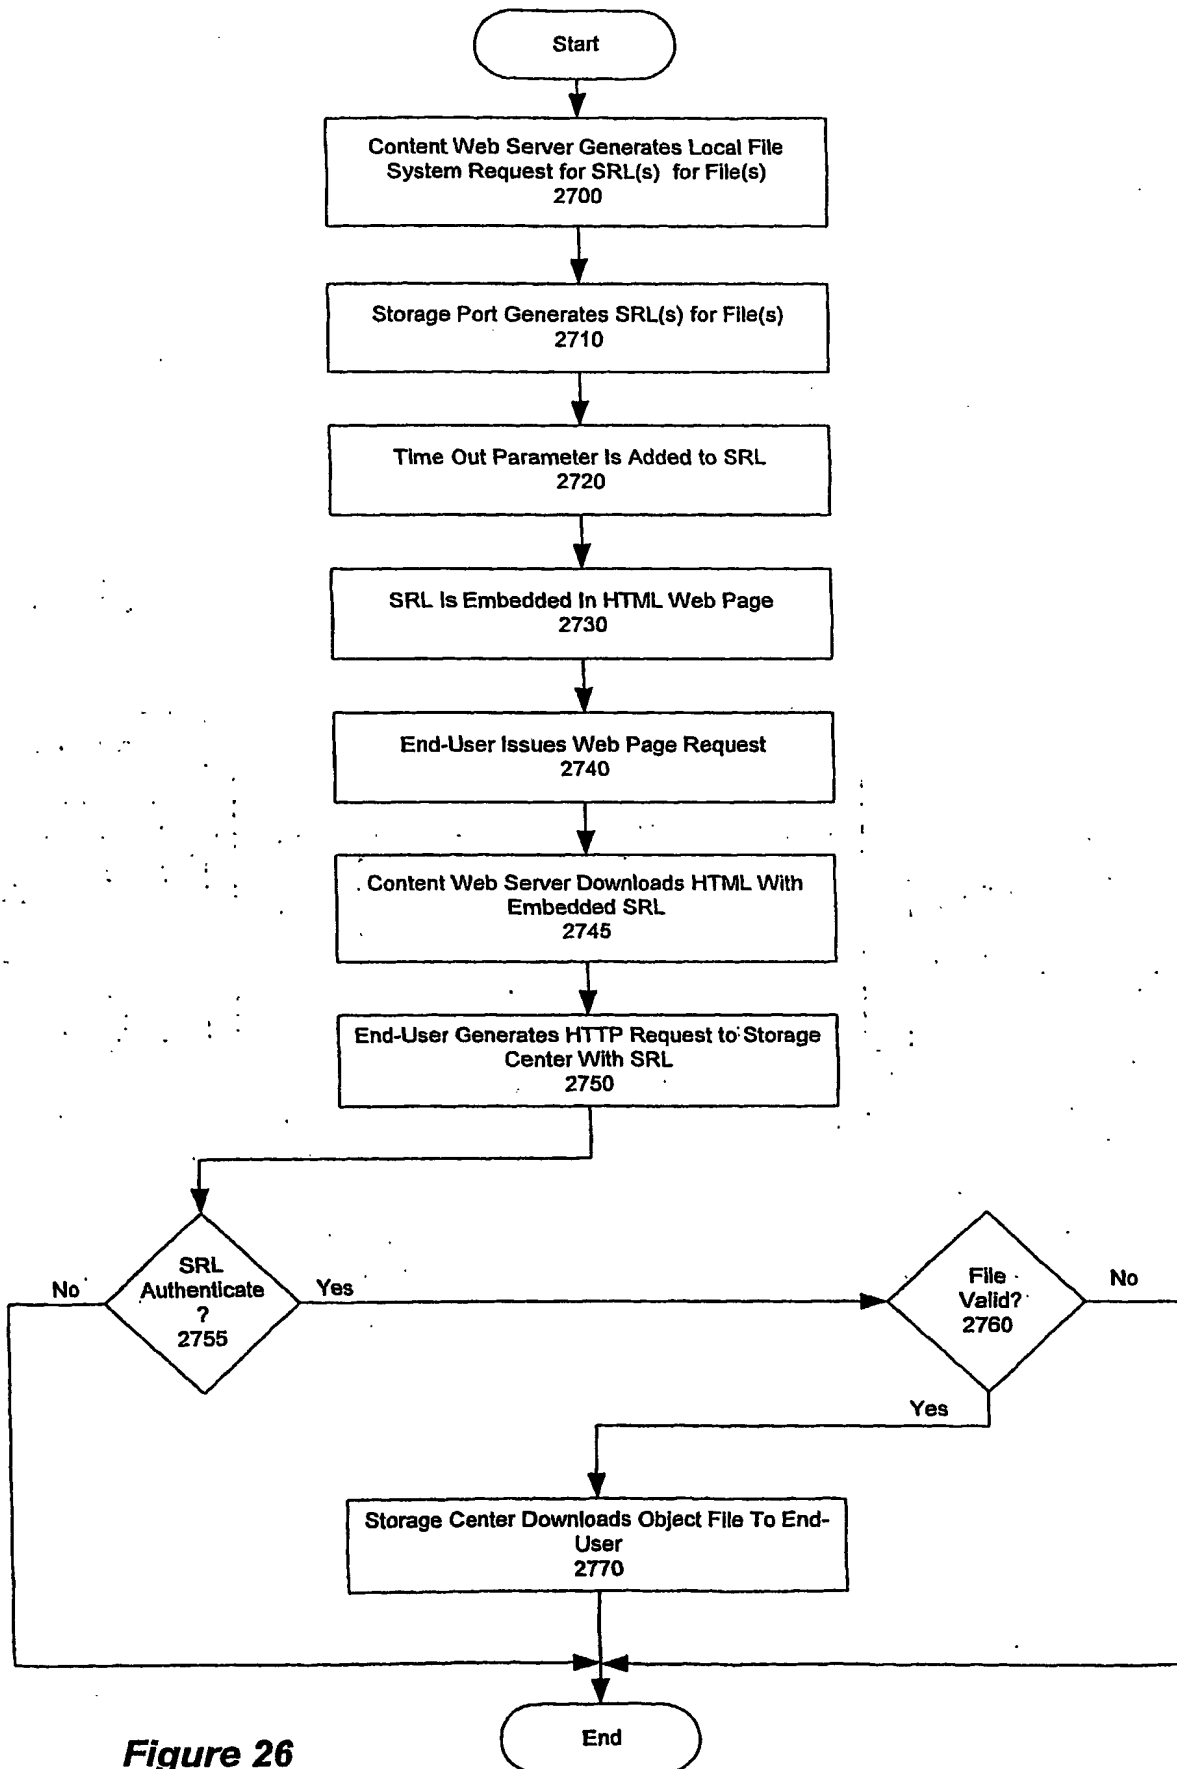 Start
Content Web Server Generates Local File
System Request for SRL(s) for File(s)
2700
Storage Port Generates SRL(s) for File(s)
2710
Time Out Parameter Is Added to SRL
2720
SRL Is Embedded In HTML Web Page
2730
End-User Issues Web Page Request
2740
Content Web Server Downloads HTML With
Embedded SRL
2745
End-User Generates HTTP Request to Storage
Center With SRL
2750
SRL
Authenticate
?
2755
No
Yes
File
Valid?
2760
No
Yes
Storage Center Downloads Object File To End-
User
2770
End
Figure 26